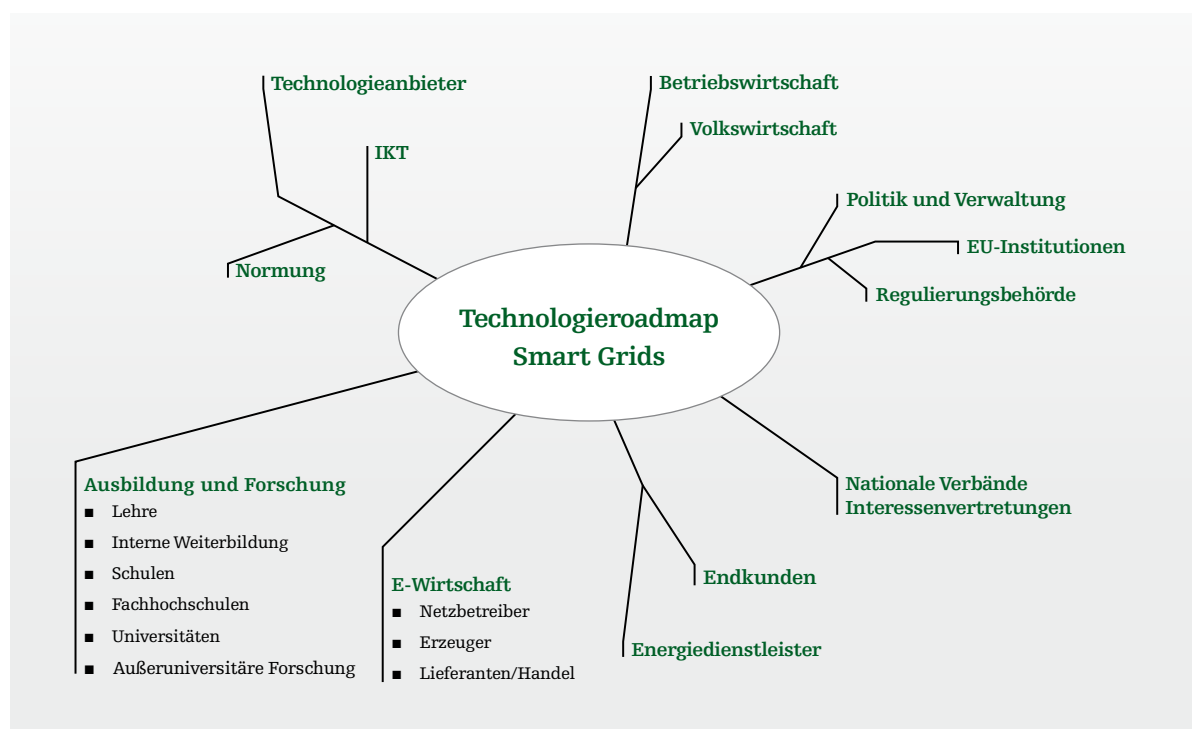 Technologieanbieter
IKT
Normung
Betriebswirtschaft
Volkswirtschaft
Politik und Verwaltung
EU-Institutionen
Regulierungsbehörde
Technologieroadmap
Smart Grids
Ausbildung und Forschung
■ Lehre
■ Interne Weiterbildung
■ Schulen
■ Fachhochschulen
■ Universitäten
■ Außeruniversitäre Forschung
E-Wirtschaft
■ Netzbetreiber
■ Erzeuger
■ Lieferanten/Handel
Energiedienstleister
Endkunden
Nationale Verbände
Interessenvertretungen